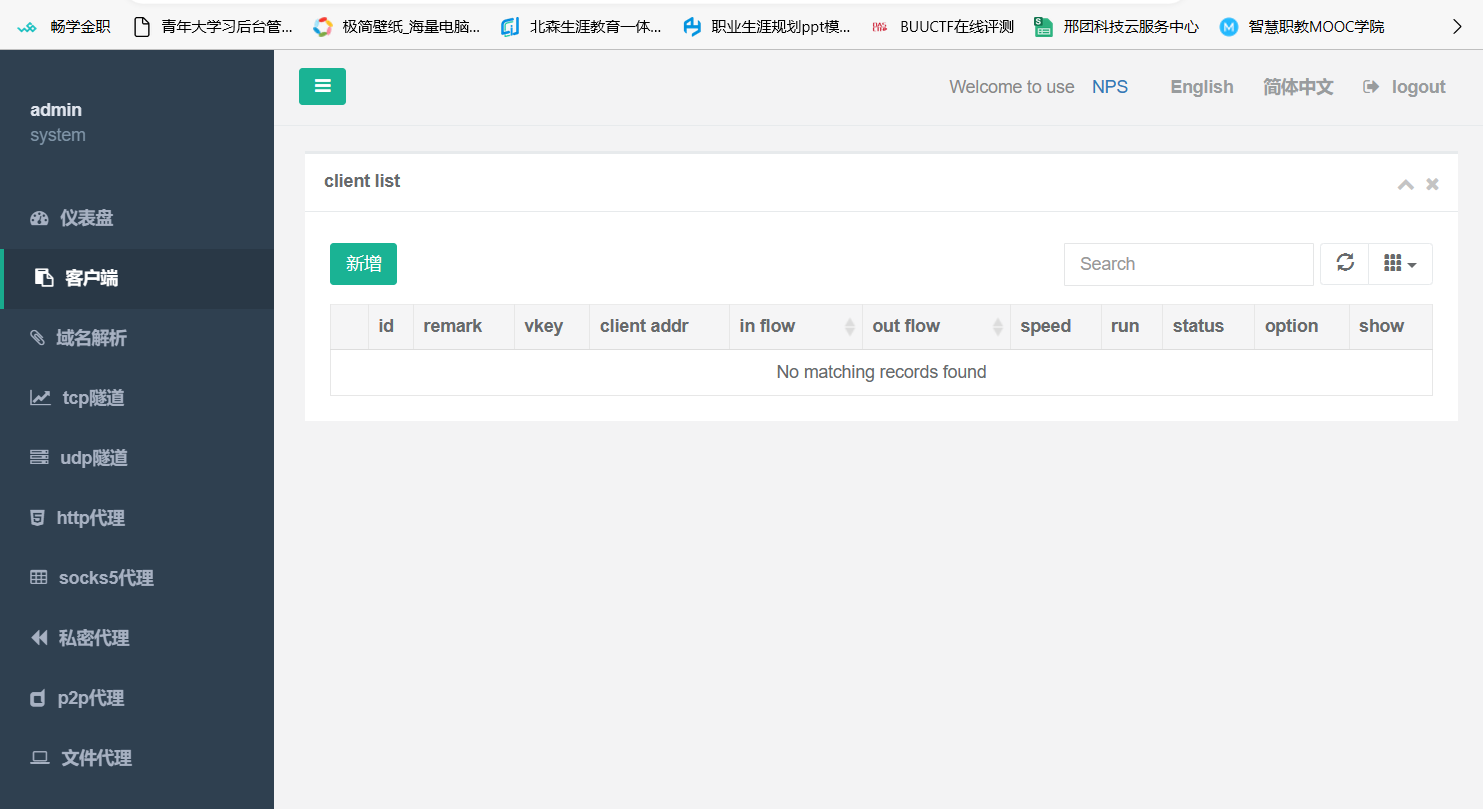 畅学金职 青年大学习后台管... 极简壁纸_海量电脑... 北森生涯教育一体... 职业生涯规划ppt模... BUUCTF在线评测 邢团科技云服务中心 智慧职教MOOC学院
admin
system
Welcome to use NPS English 简体中文 logout
仪表盘
客户端
域名解析
tcp隧道
udp隧道
http代理
socks5代理
私密代理
p2p代理
文件代理
client list
新增 Search
id remark vkey client addr in flow out flow speed run status option show
No matching records found